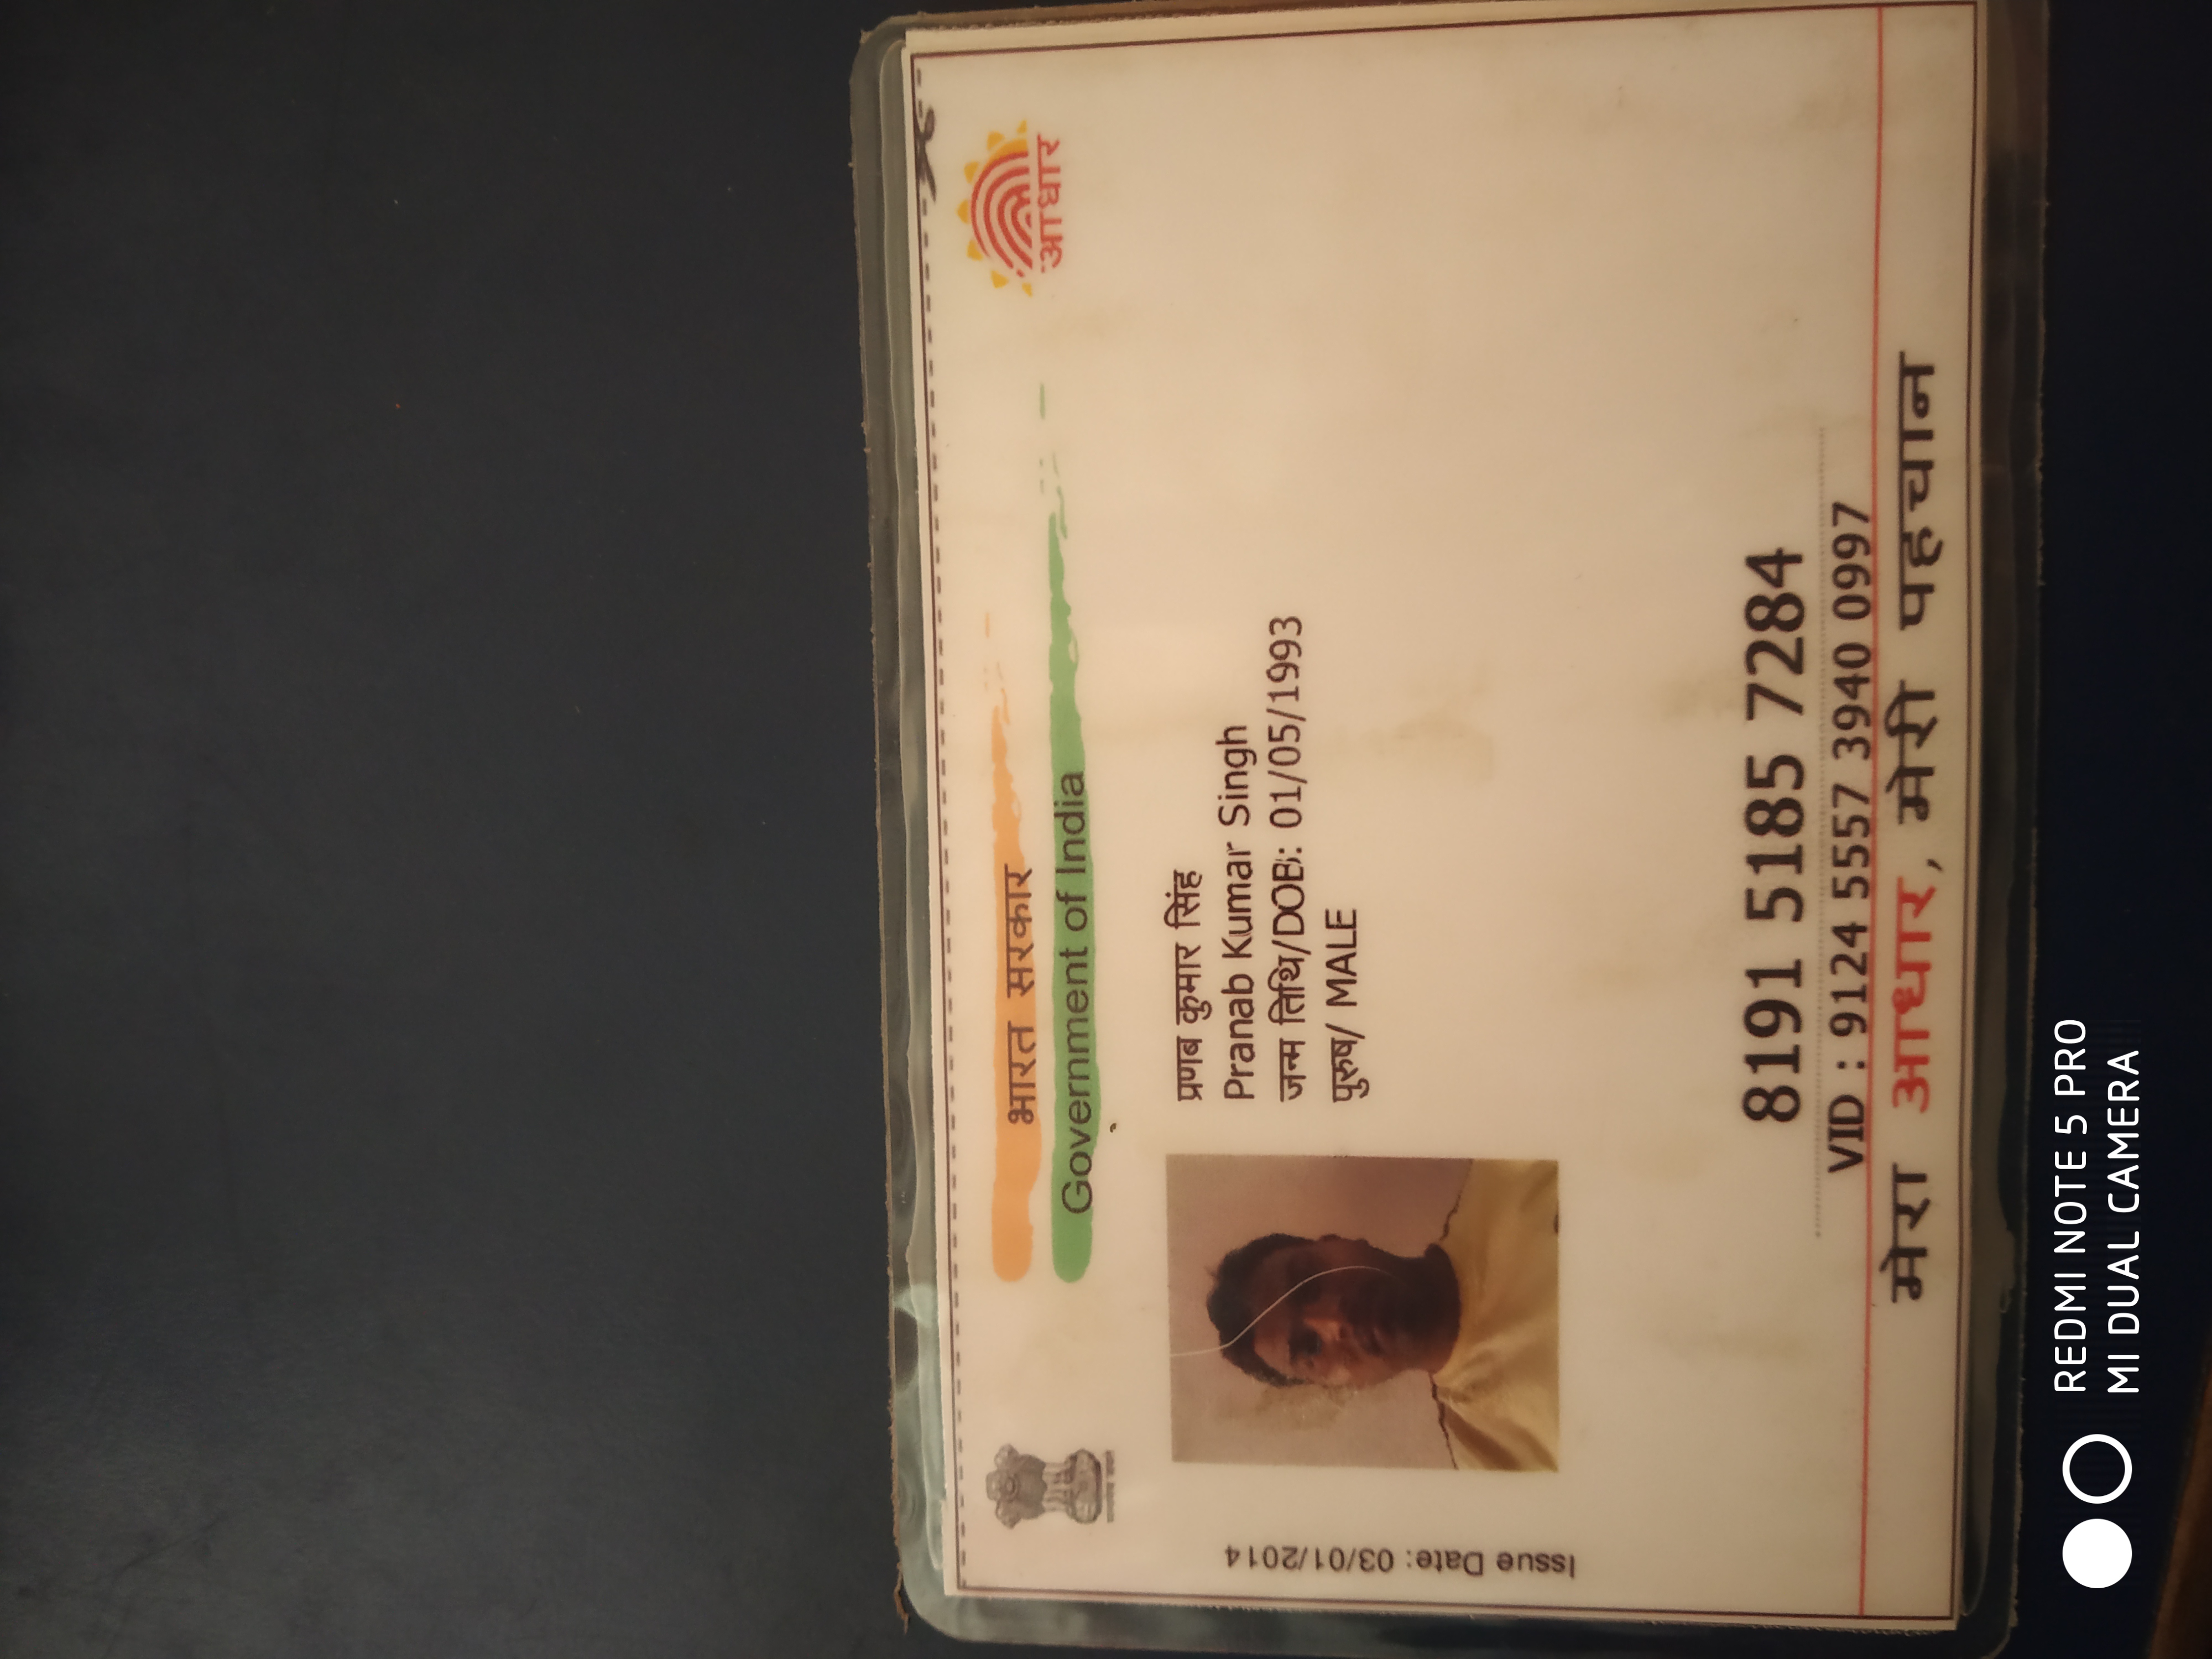 भारत सरकार
Government of India
आधार
Issue Date: 03/01/2014
प्रणब कुमार सिंह
Pranab Kumar Singh
जन्म तिथि/DOB: 01/05/1993
पुरुष/ MALE
8191 5185 7284
VID : 9124 5557 3940 0997
मेरा आधार, मेरी पहचान
REDMI NOTE 5 PRO
MI DUAL CAMERA